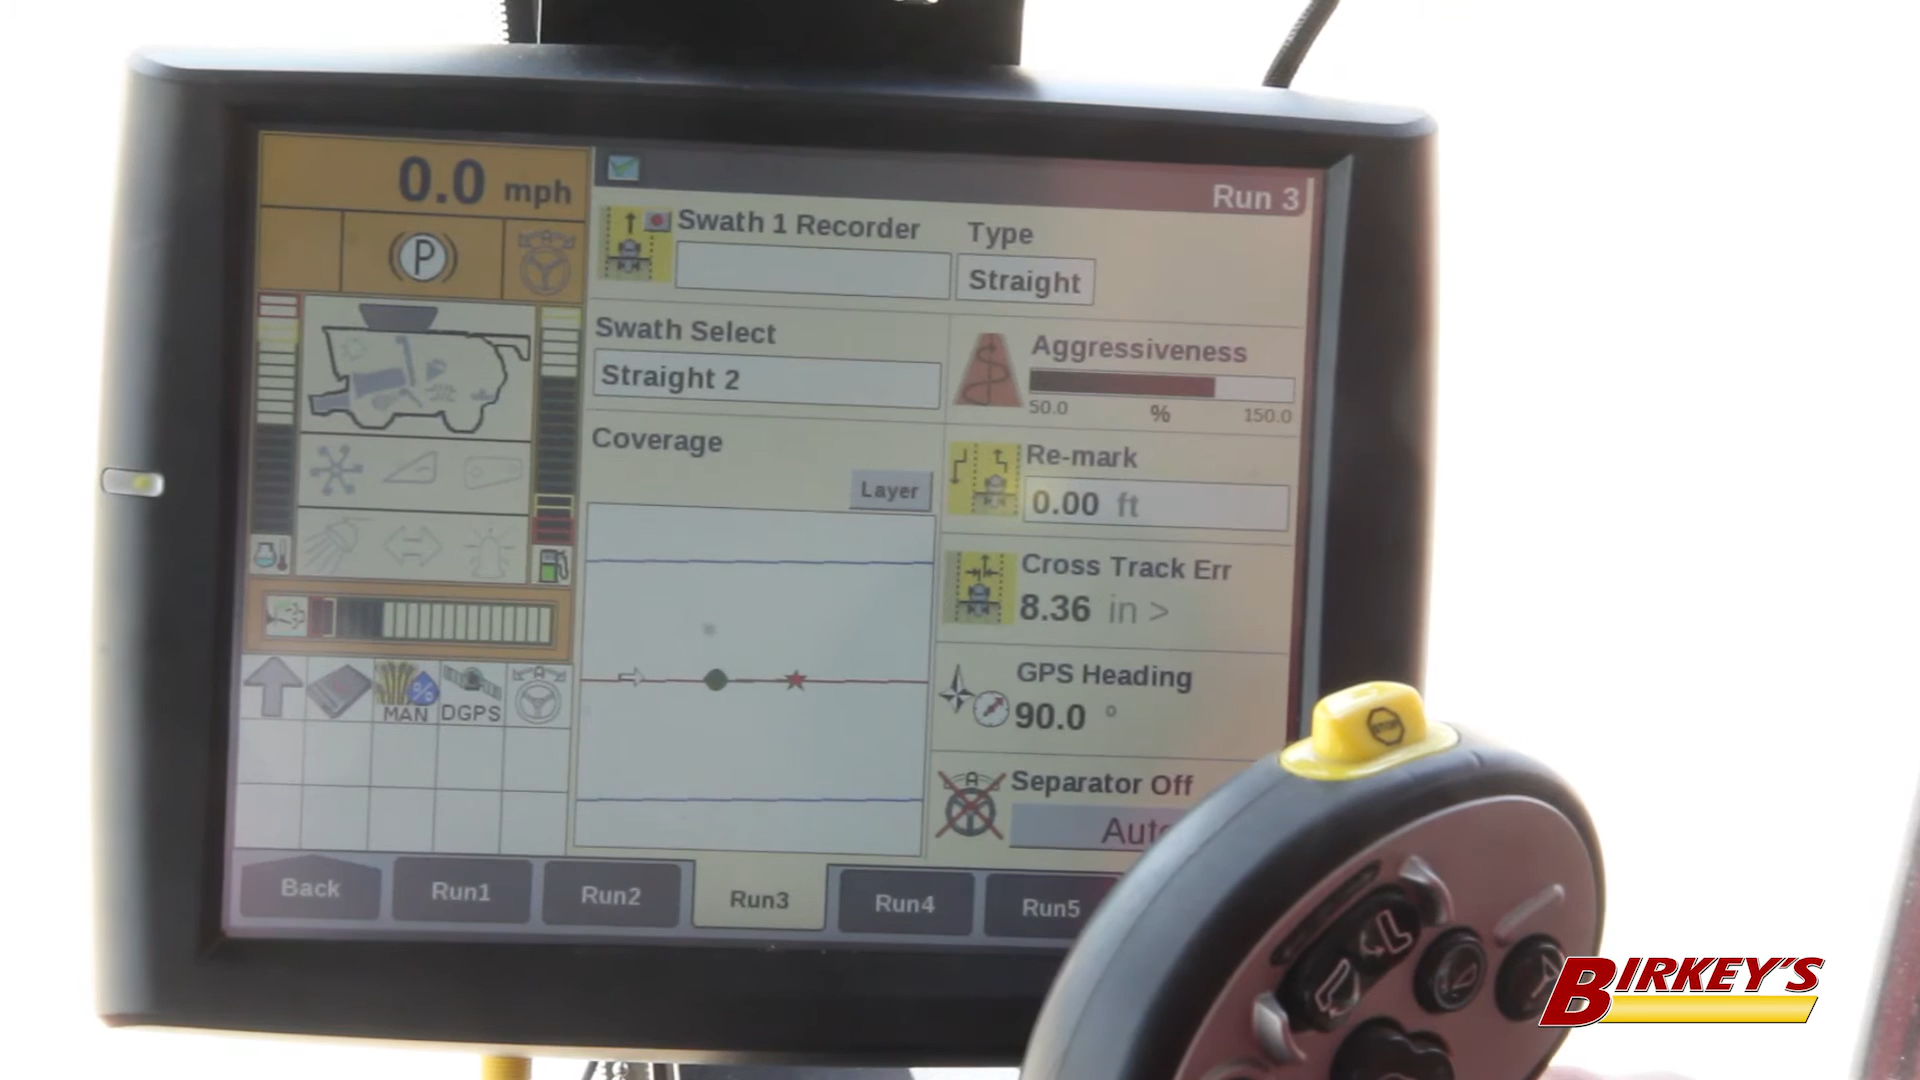 0.0 mph
Run 3
P
Swath 1 Recorder
Type
Straight
Swath Select
Straight 2
Aggressiveness
50.0 % 150.0
Coverage
Layer
Re-mark
0.00 ft
Cross Track Err
8.36 in >
GPS Heading
90.0 °
MAN DGPS
%
A
Separator Off
Auto
Back
Run1
Run2
Run3
Run4
Run5
STOP
BIRKEY'S